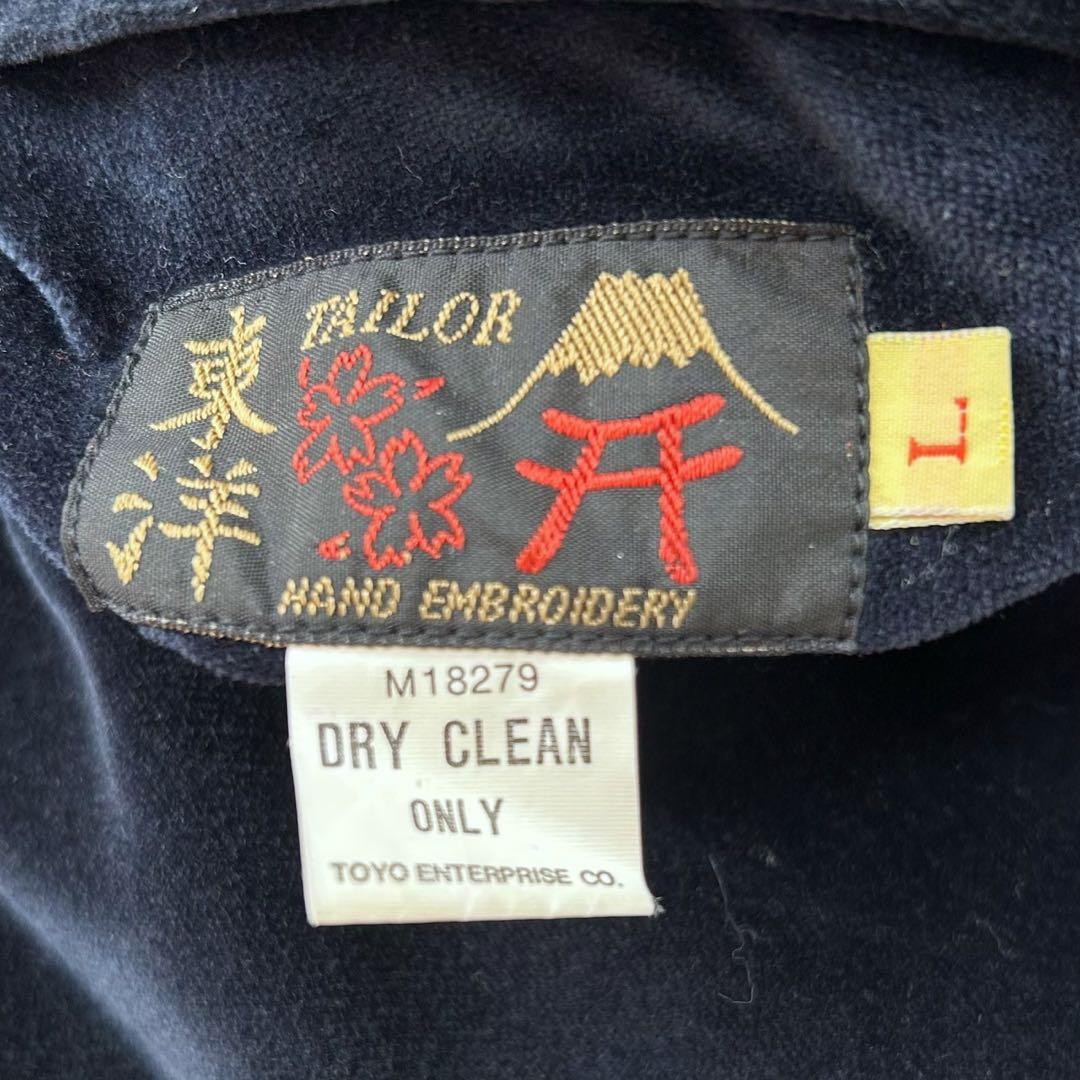 東洋
TAILOR
HAND EMBROIDERY
L
M18279
DRY CLEAN
ONLY
TOYO ENTERPRISE CO.